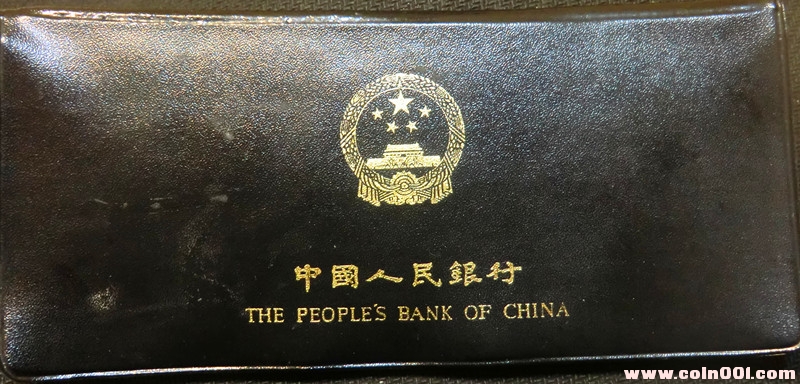 中國人民銀行
THE PEOPLE'S BANK OF CHINA
www.coin001.com